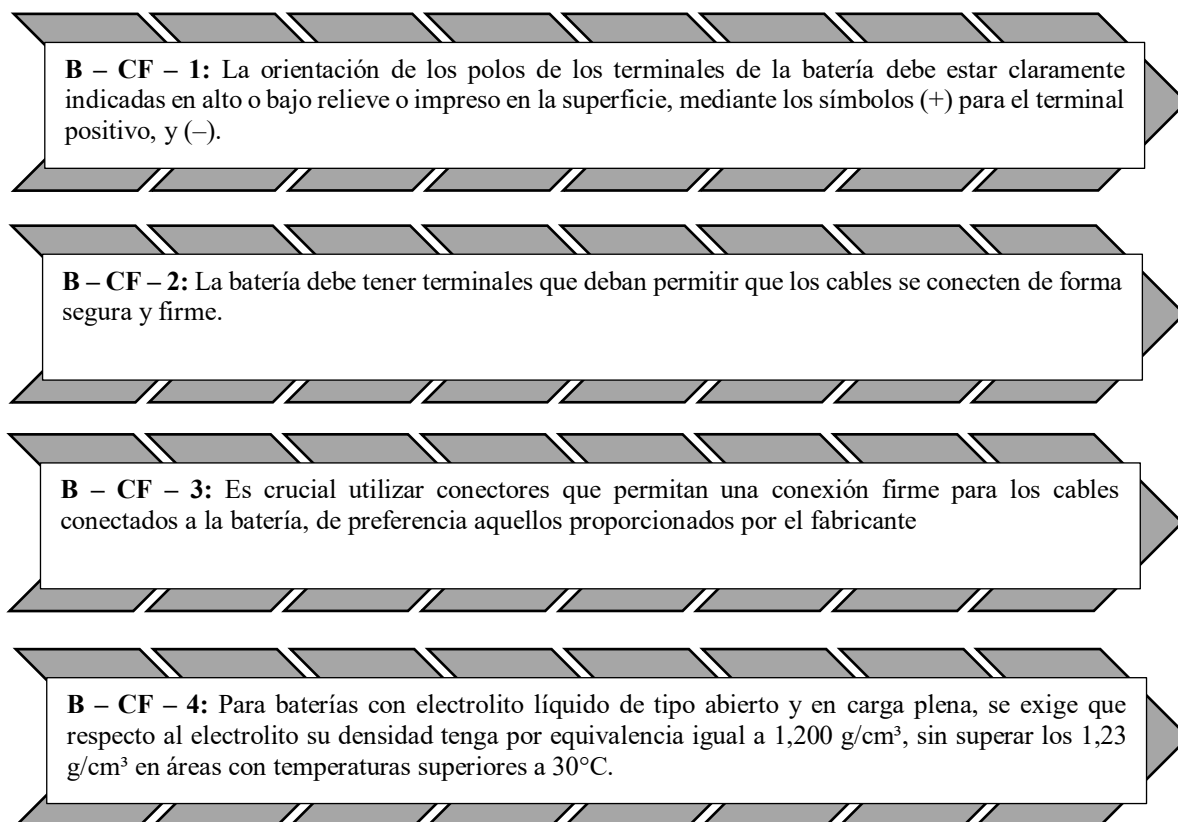 B – CF – 1: La orientación de los polos de los terminales de la batería debe estar claramente
indicadas en alto o bajo relieve o impreso en la superficie, mediante los símbolos (+) para el terminal
positivo, y (–).
B – CF – 2: La batería debe tener terminales que deban permitir que los cables se conecten de forma
segura y firme.
B – CF – 3: Es crucial utilizar conectores que permitan una conexión firme para los cables
conectados a la batería, de preferencia aquellos proporcionados por el fabricante
B – CF – 4: Para baterías con electrolito líquido de tipo abierto y en carga plena, se exige que
respecto al electrolito su densidad tenga por equivalencia igual a 1,200 g/cm³, sin superar los 1,23
g/cm³ en áreas con temperaturas superiores a 30°C.